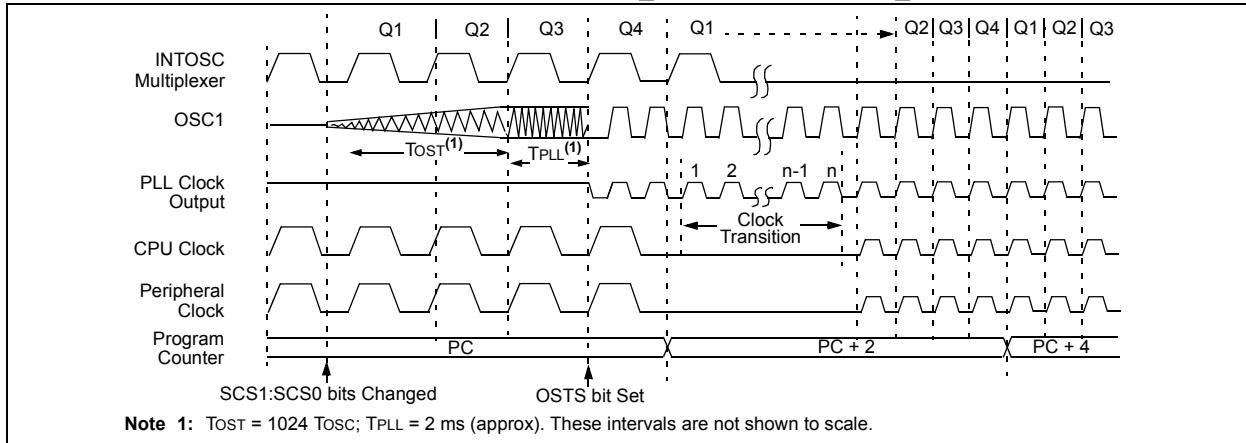 Q1 Q2 Q3 Q4 Q1 Q2 Q3 Q4 Q1 Q2 Q3
INTOSC
Multiplexer
OSC1
TOST(1) TPLL(1)
1 2 n-1 n
PLL Clock
Output
Clock
Transition
CPU Clock
Peripheral
Clock
Program
Counter
PC PC + 2 PC + 4
SCS1:SCS0 bits Changed OSTS bit Set
Note 1: TOST = 1024 TOSC; TPLL = 2 ms (approx). These intervals are not shown to scale.